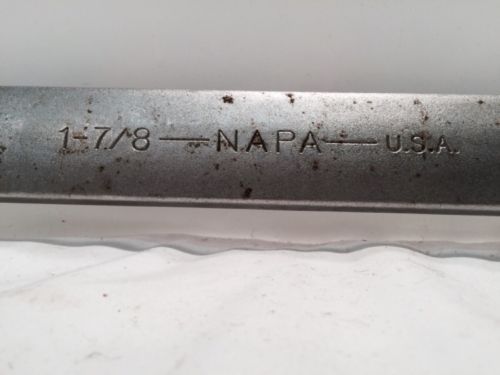 1-7/8 — NAPA — U.S.A.